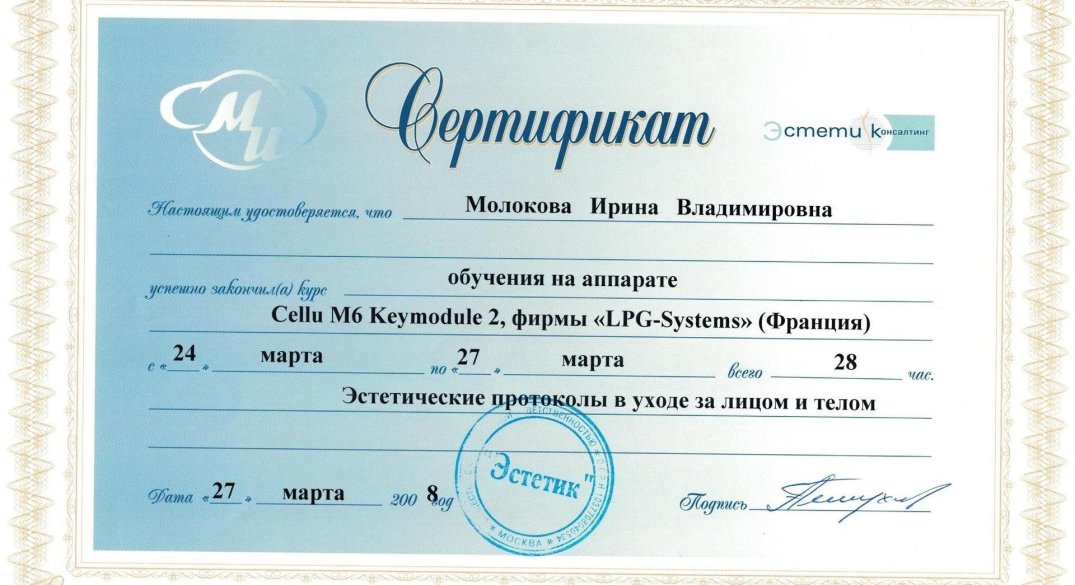 МИ
Сертификат
Эстети Консалтинг
Настоящим удостоверяется, что Молокова Ирина Владимировна
успешно закончил(а) курс обучения на аппарате
Cellu M6 Keymodule 2, фирмы «LPG-Systems» (Франция)
с «24» марта по «27» марта всего 28 час.
Эстетические протоколы в уходе за лицом и телом
"Эстетик"
* МОСКВА *
Дата «27» марта 2008 год
Подпись